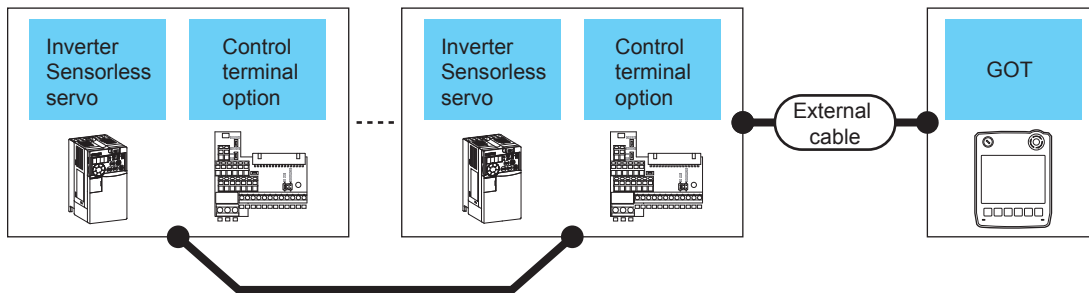 Inverter
Sensorless
servo
Control
terminal
option
Inverter
Sensorless
servo
Control
terminal
option
External
cable
GOT